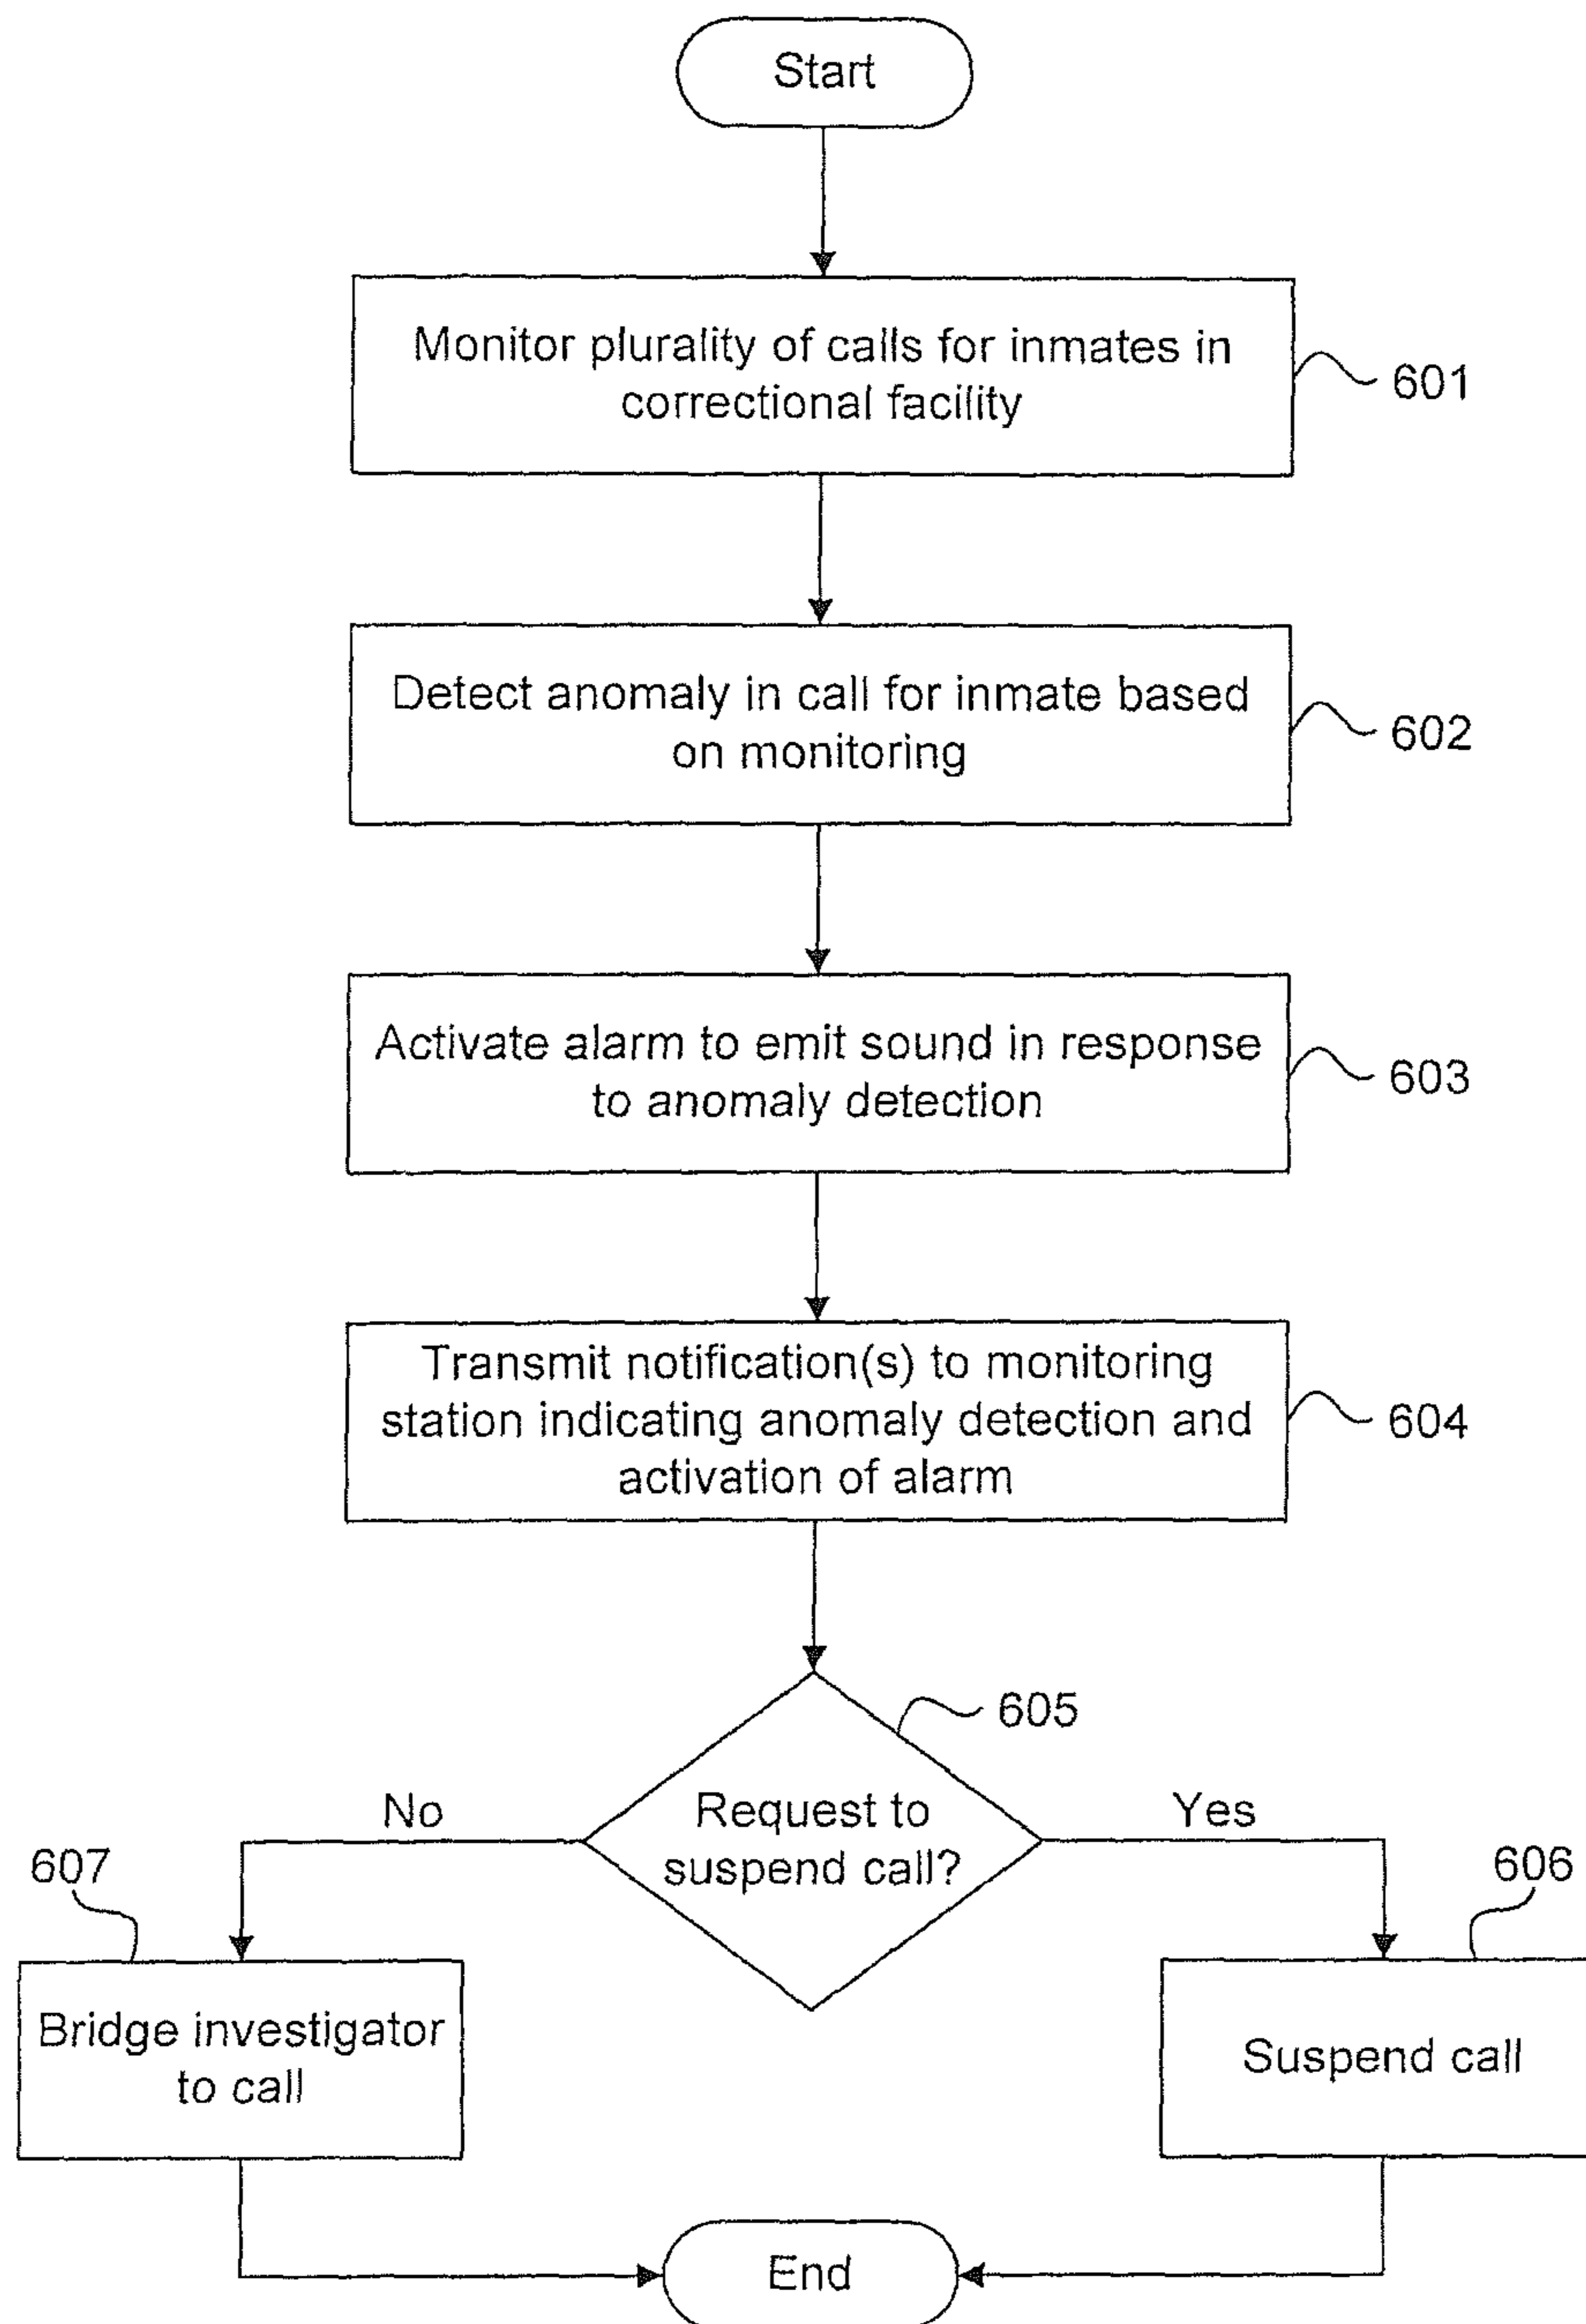 Start
Monitor plurality of calls for inmates in
correctional facility
601
Detect anomaly in call for inmate based
on monitoring
602
Activate alarm to emit sound in response
to anomaly detection
603
Transmit notification(s) to monitoring
station indicating anomaly detection and
activation of alarm
604
605
Request to
suspend call?
No
Yes
607
606
Bridge investigator
to call
Suspend call
End